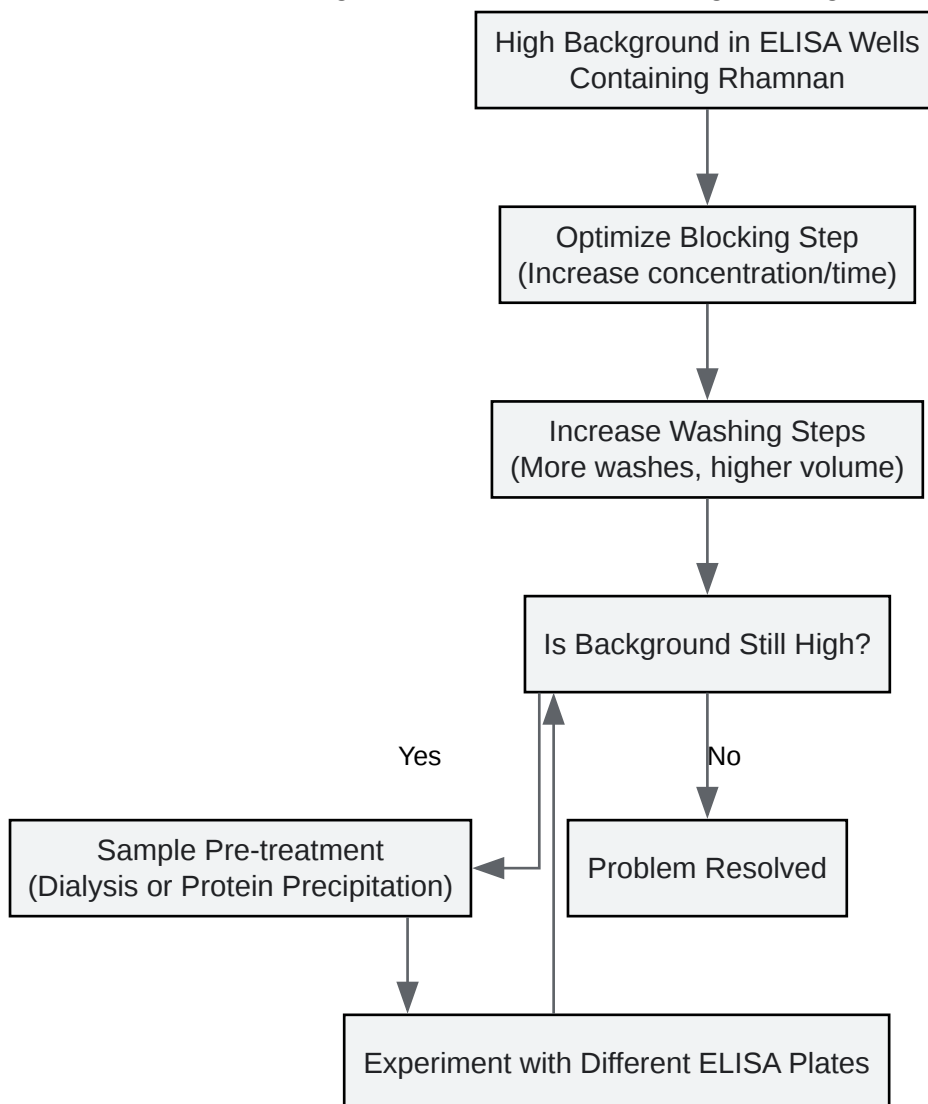 High Background in ELISA Wells
Containing Rhamnan
Optimize Blocking Step
(Increase concentration/time)
Increase Washing Steps
(More washes, higher volume)
Is Background Still High?
Yes
No
Sample Pre-treatment
(Dialysis or Protein Precipitation)
Problem Resolved
Experiment with Different ELISA Plates